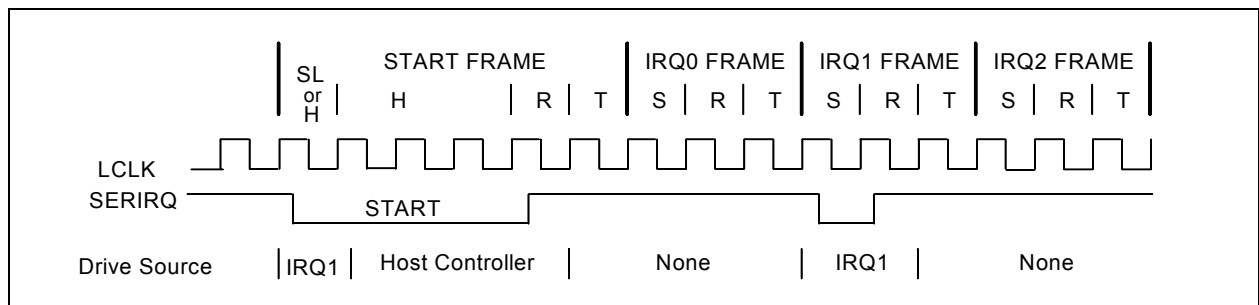 START FRAME IRQ0 FRAME IRQ1 FRAME IRQ2 FRAME
SL
or
H
H R T S R T S R T S R T
LCLK
SERIRQ
START
Drive Source IRQ1 Host Controller None IRQ1 None